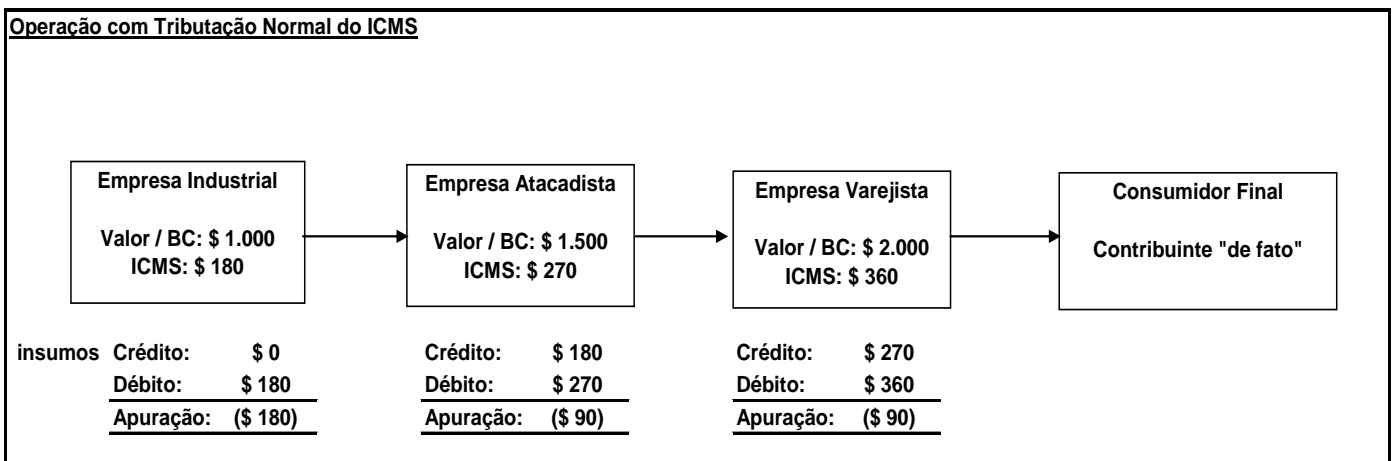 Operação com Tributação Normal do ICMS
Empresa Industrial
Valor / BC: $ 1.000
ICMS: $ 180
Empresa Atacadista
Valor / BC: $ 1.500
ICMS: $ 270
Empresa Varejista
Valor / BC: $ 2.000
ICMS: $ 360
Consumidor Final
Contribuinte "de fato"
insumos Crédito: $ 0
Débito: $ 180
Apuração: ($ 180)
Crédito: $ 180
Débito: $ 270
Apuração: ($ 90)
Crédito: $ 270
Débito: $ 360
Apuração: ($ 90)